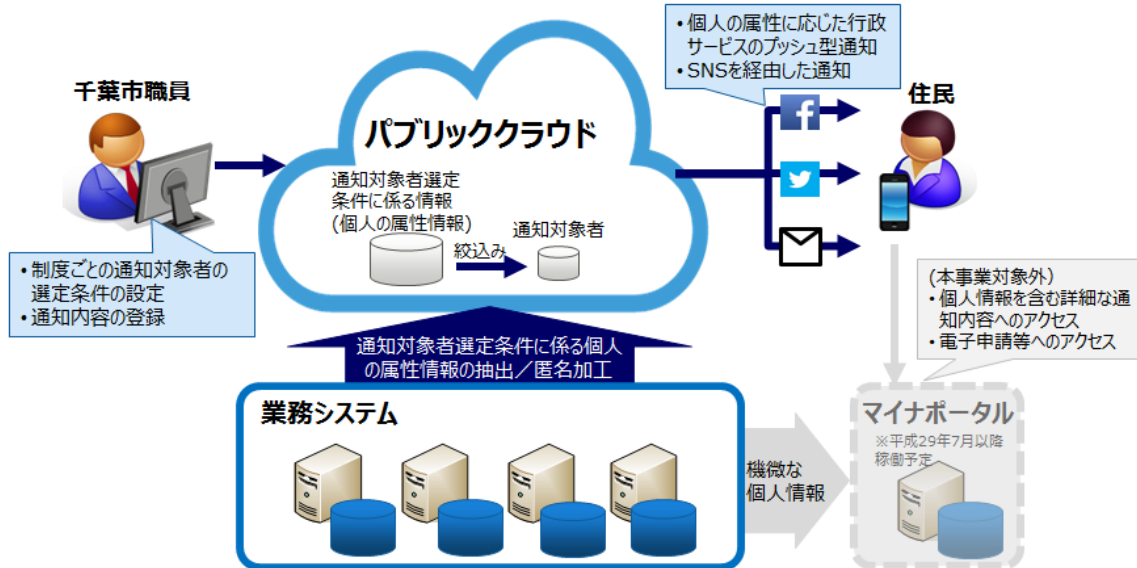 千葉市職員
・制度ごとの通知対象者の
選定条件の設定
・通知内容の登録
パブリッククラウド
通知対象者選定
条件に係る情報
(個人の属性情報)
絞込み
通知対象者
・個人の属性に応じた行政
サービスのプッシュ型通知
・SNSを経由した通知
住民
(本事業対象外)
・個人情報を含む詳細な通
知内容へのアクセス
・電子申請等へのアクセス
通知対象者選定条件に係る個人
の属性情報の抽出／匿名加工
業務システム
機微な
個人情報
マイナポータル
※平成29年7月以降
稼働予定